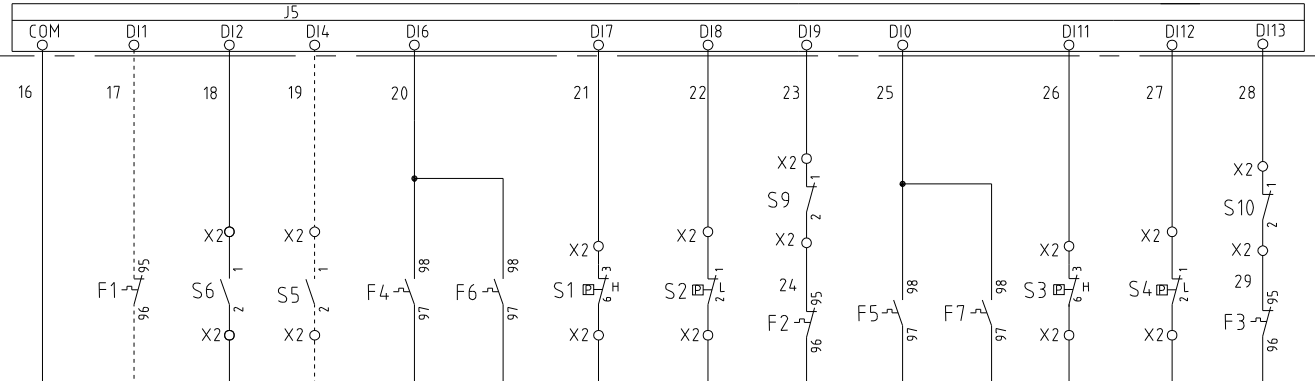 J5
COM DI1 DI2 DI4 DI6 DI7 DI8 DI9 DI0 DI11 DI12 DI13
16 17 18 19 20 21 22 23 25 26 27 28
X2 X2
1 1
S9 S10
2 2
X2 X2 X2 X2 X2 X2 X2 X2
95 1 1 98 98 3 1 24 98 98 3 1 29
F1 S6 S5 F4 F6 S1 P H S2 P L 95 F5 F7 S3 P H S4 P L 95
96 2 2 97 97 6 2 F2 97 97 6 2 F3
X2 X2 X2 X2 96 X2 X2 96